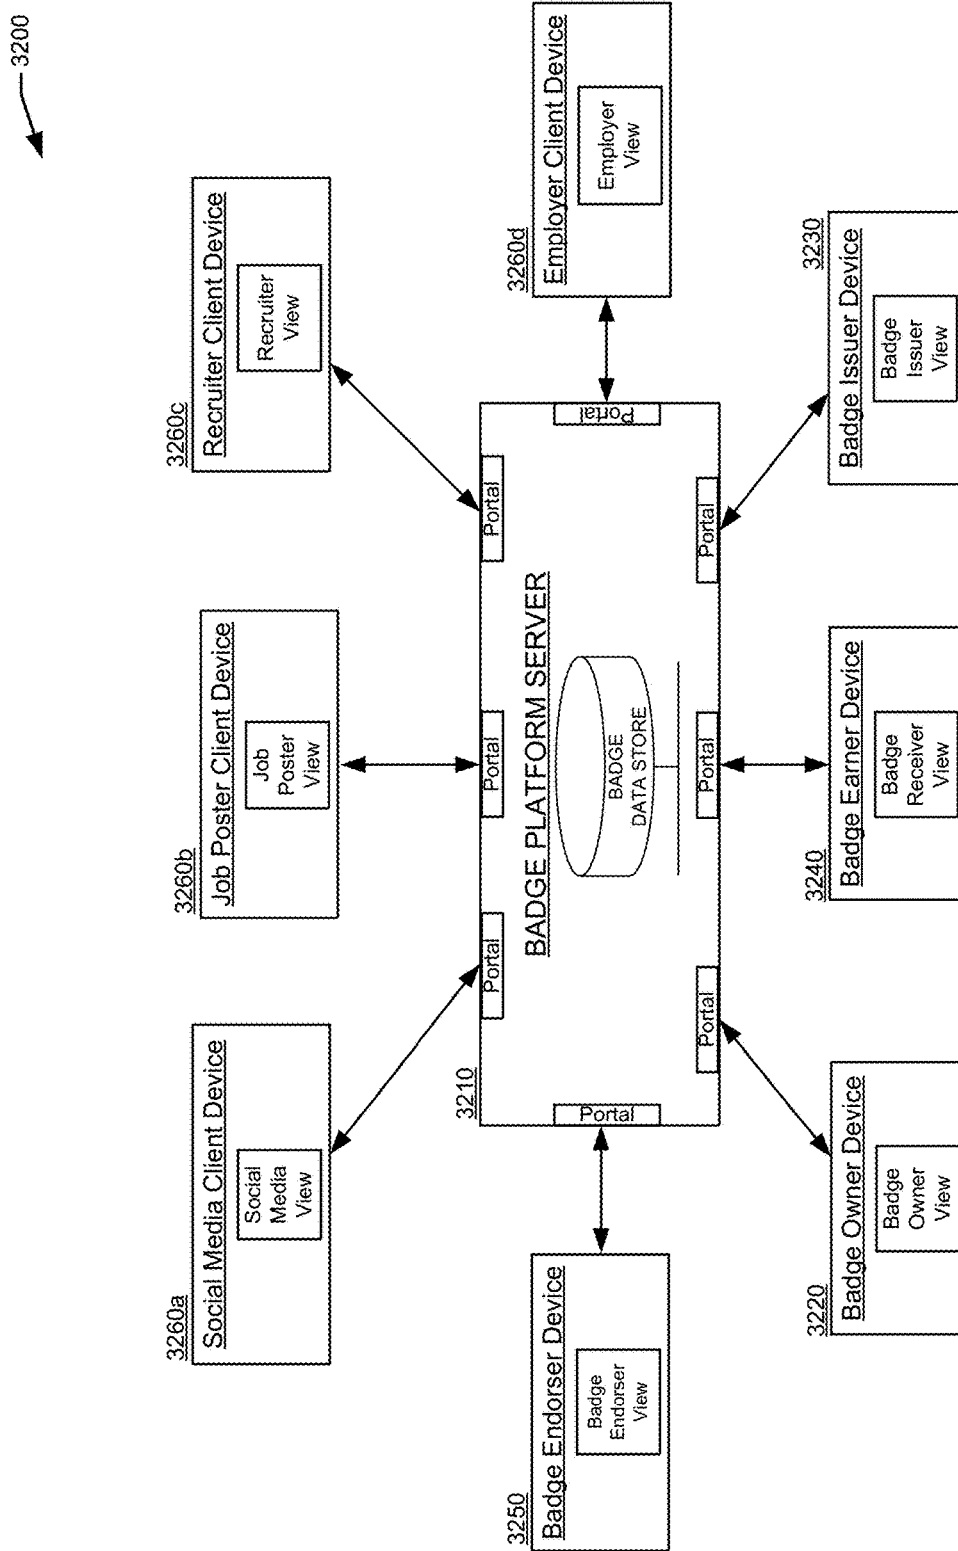 3200
3260a
Social Media Client Device
Social
Media
View
3260b
Job Poster Client Device
Job
Poster
View
3260c
Recruiter Client Device
Recruiter
View
3250
Badge Endorser Device
Badge
Endorser
View
3210
Portal
Portal
Portal
Portal
Portal
BADGE PLATFORM SERVER
BADGE
DATA STORE
Portal
Portal
Portal
3260d
Employer Client Device
Employer
View
3220
Badge Owner Device
Badge
Owner
View
3240
Badge Earner Device
Badge
Receiver
View
3230
Badge Issuer Device
Badge
Issuer
View